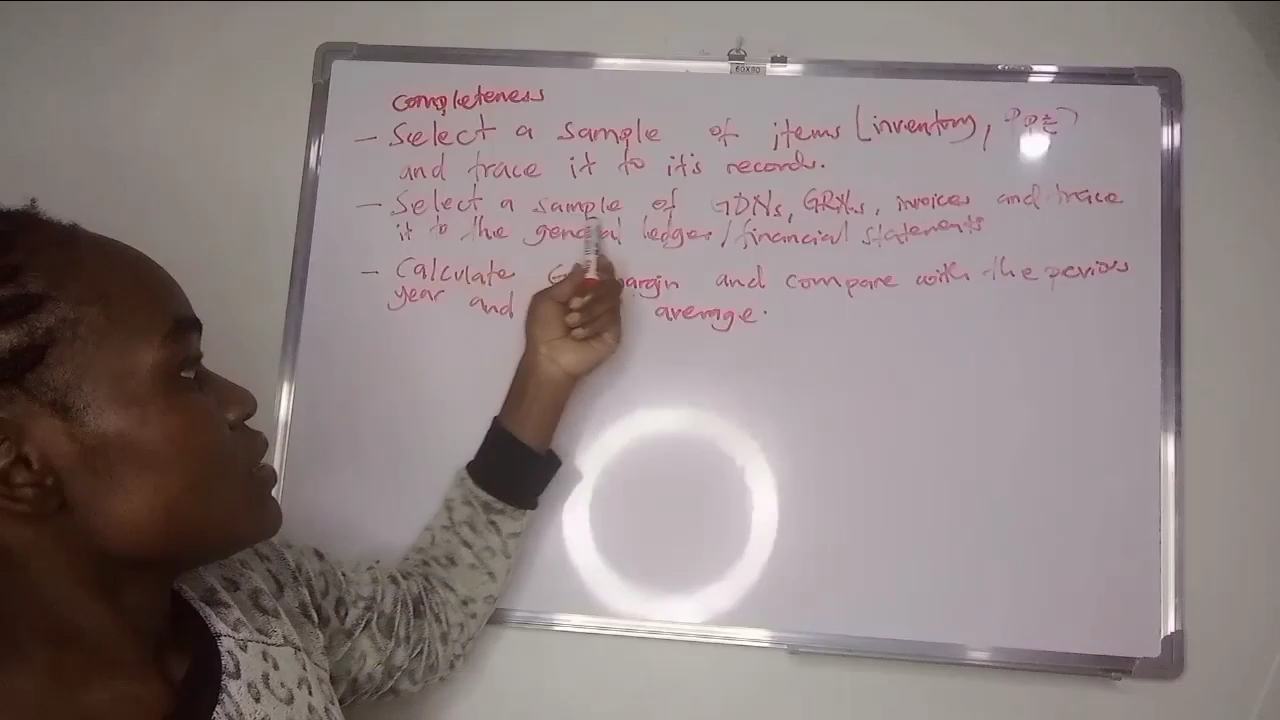 60x90
completeness
- Select a sample of items (inventory, PPE)
and trace it to it's records.
- Select a sample of GDNs, GRNs, invoices and trace
it to the general ledger/financial statements
- Calculate margin and compare with the
year and average.